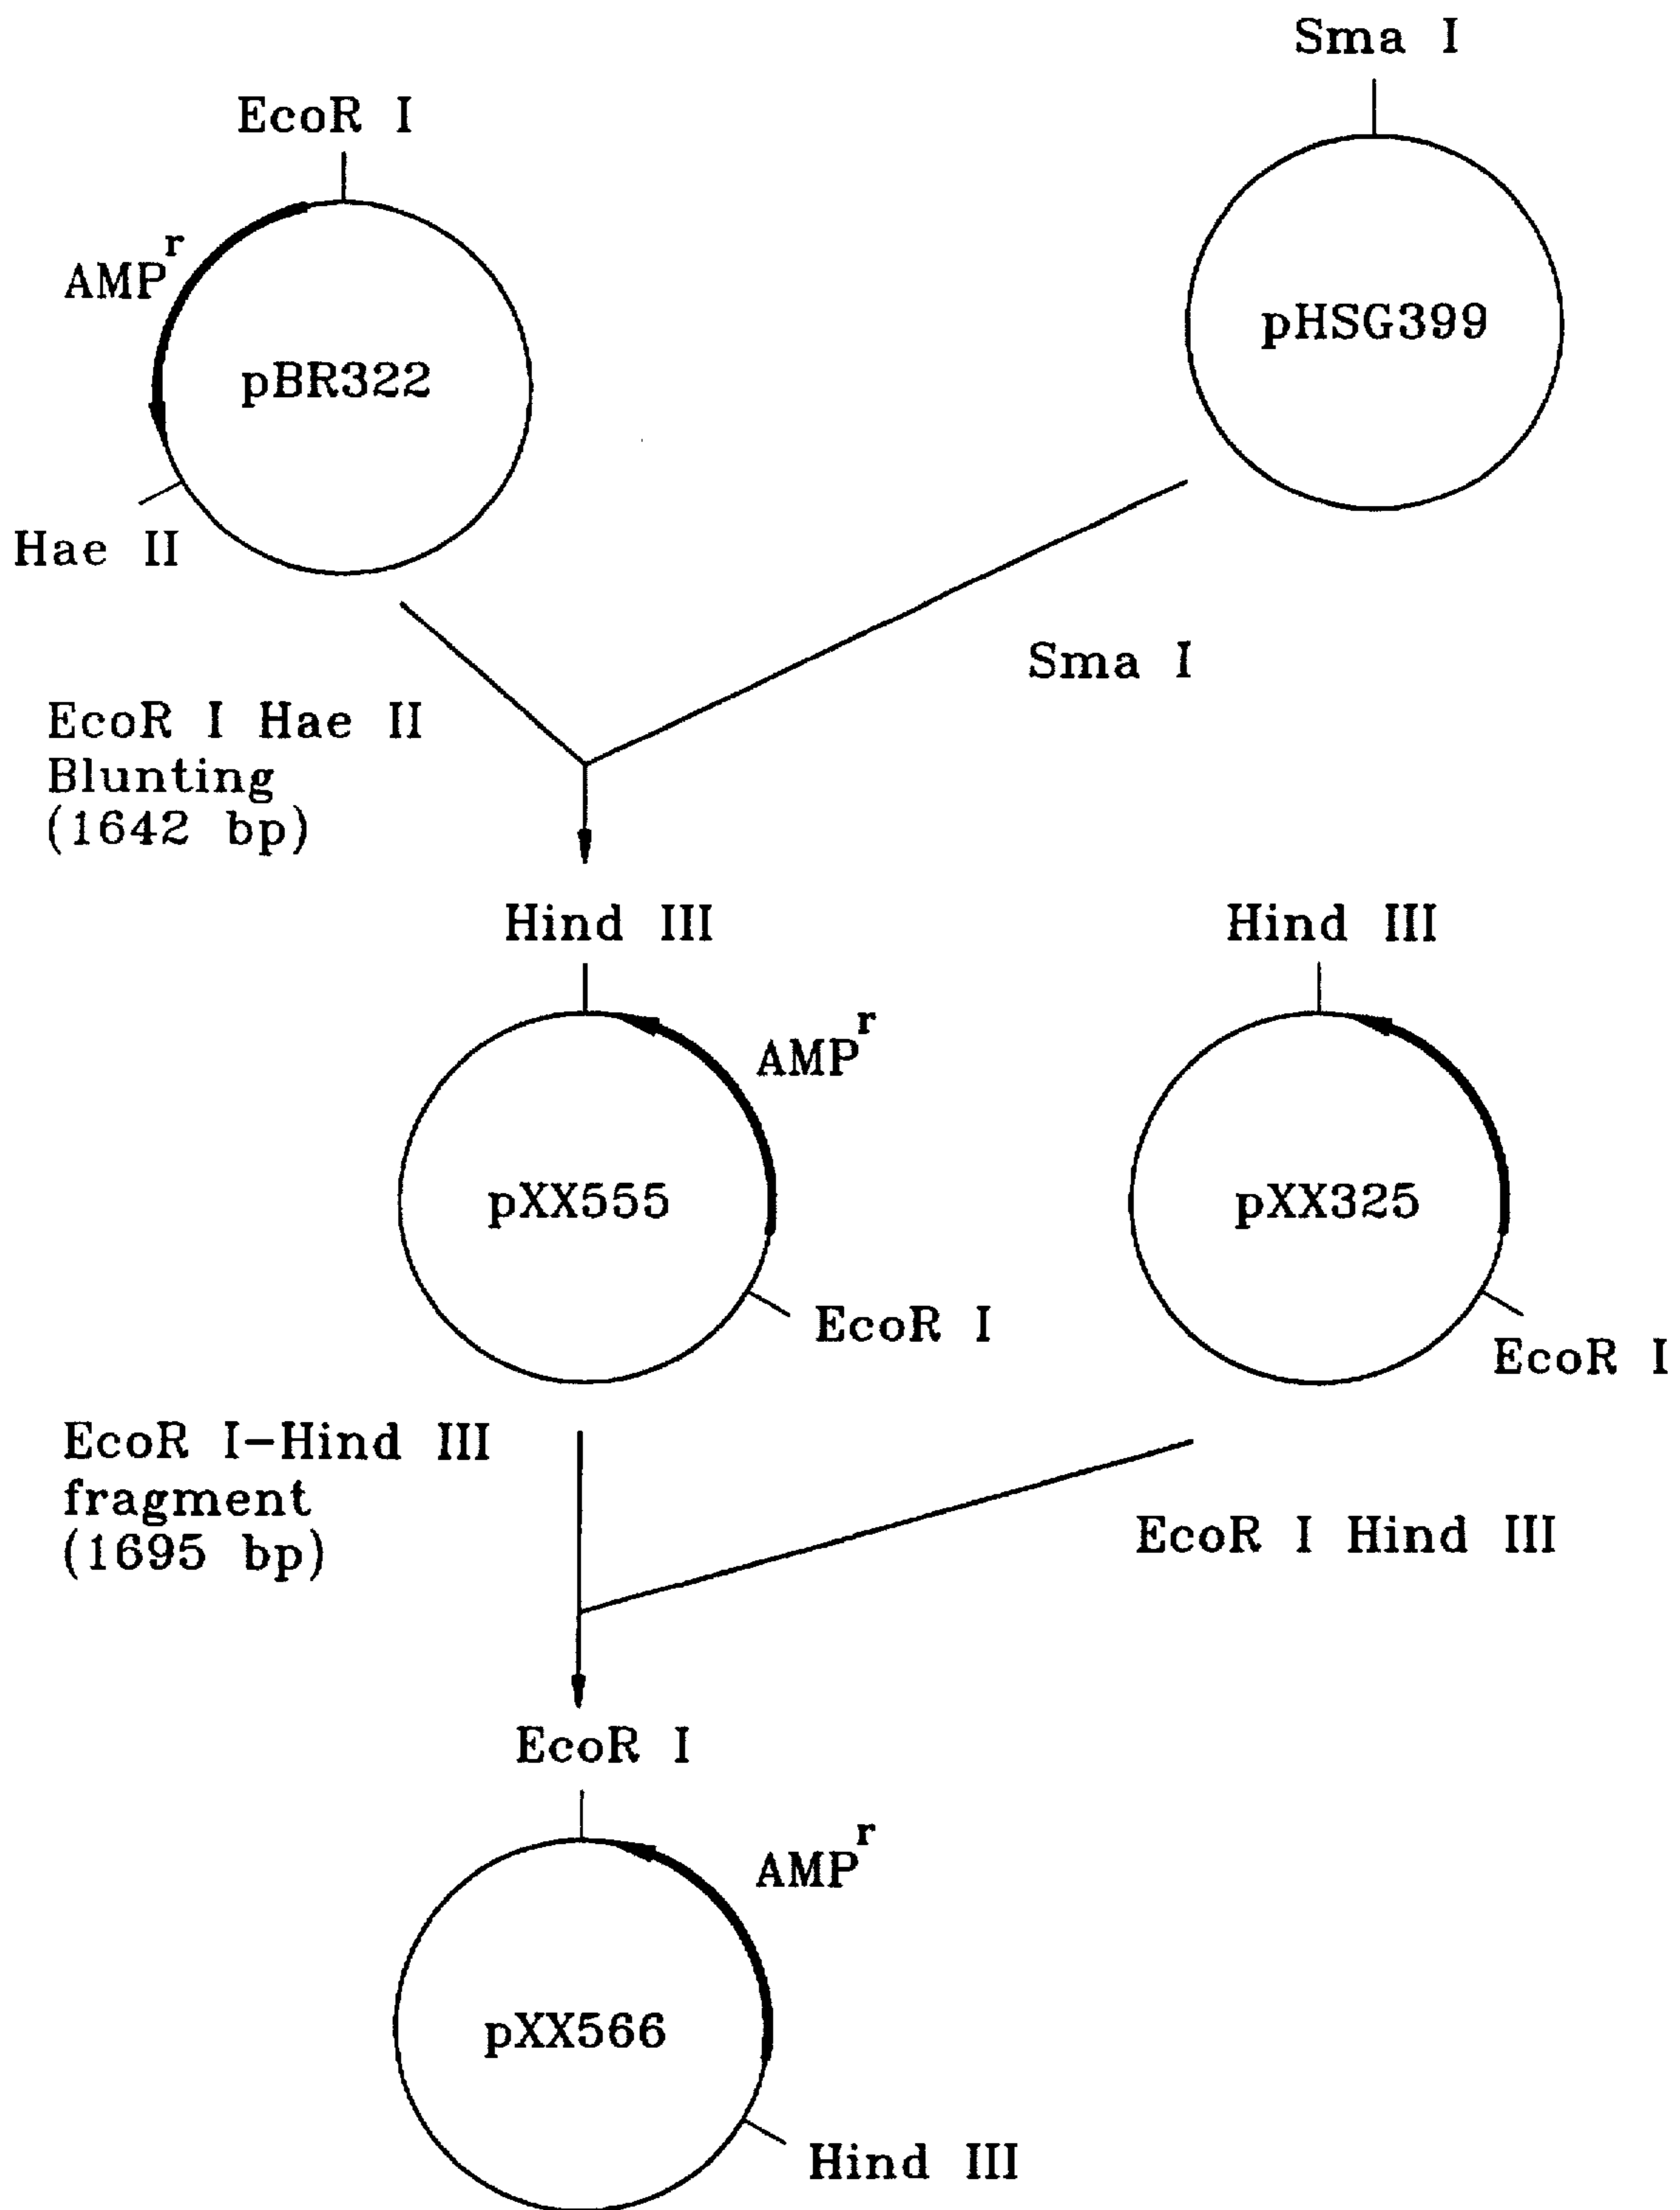 Sma I
EcoR I
AMP^r
pBR322
pHSG399
Hae II
Sma I
EcoR I Hae II
Blunting
(1642 bp)
Hind III
Hind III
AMP^r
pXX555
pXX325
EcoR I
EcoR I
EcoR I-Hind III
fragment
(1695 bp)
EcoR I Hind III
EcoR I
AMP^r
pXX566
Hind III